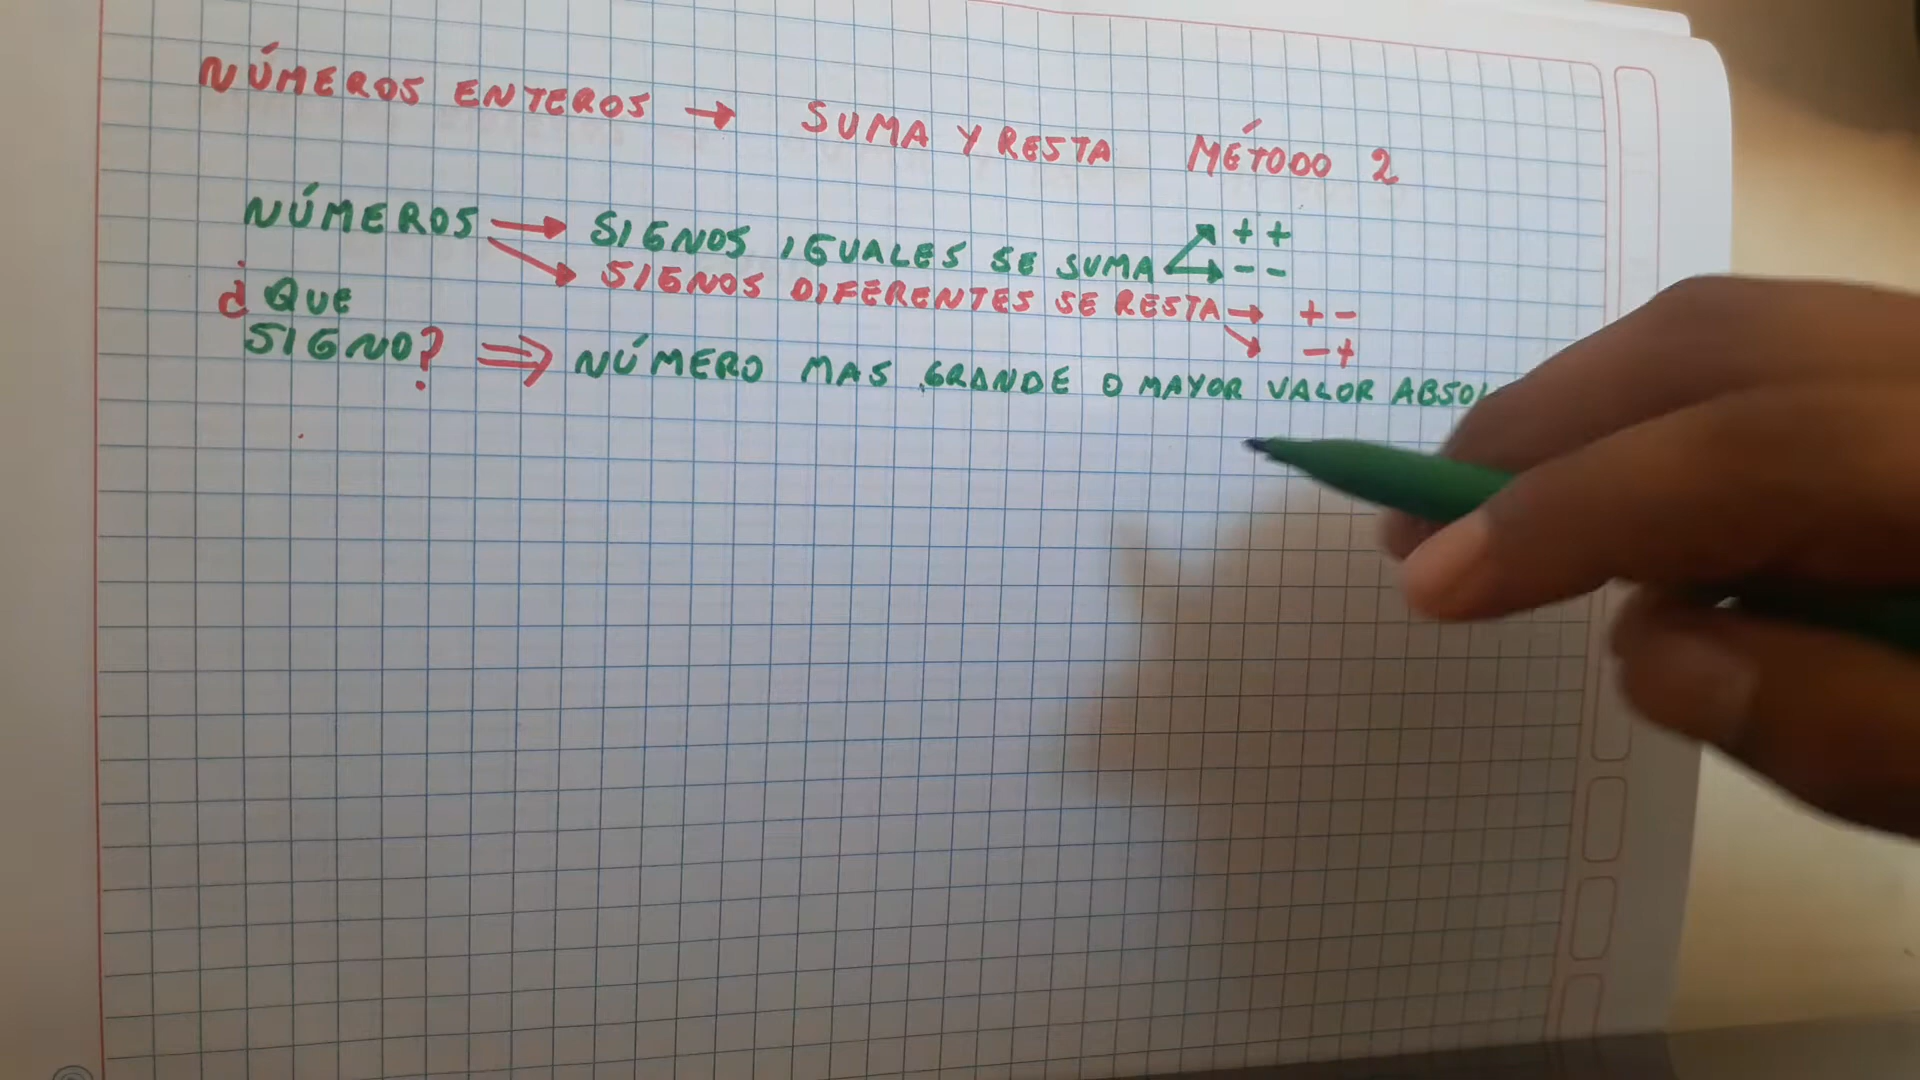 NÚMEROS ENTEROS → SUMA Y RESTA MÉTODO 2
NÚMEROS → SIGNOS IGUALES SE SUMA ++
--
→ SIGNOS DIFERENTES SE RESTA → +-
-+
¿QUE
SIGNO? ⇒ NÚMERO MAS GRANDE O MAYOR VALOR